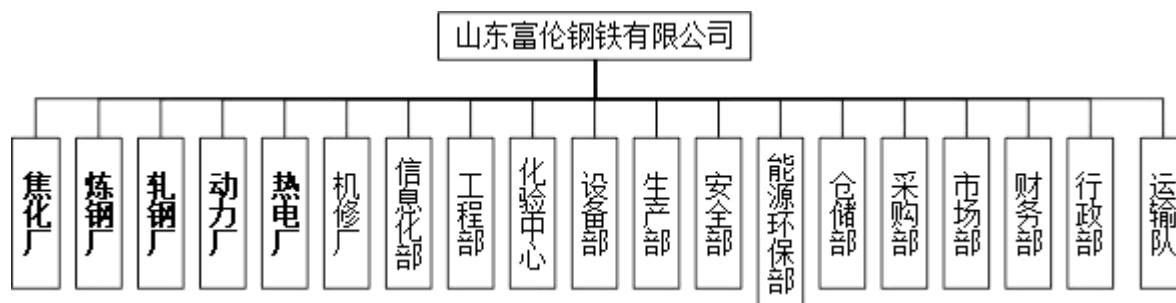 山东富伦钢铁有限公司
焦化厂
炼钢厂
轧钢厂
动力厂
热电厂
机修厂
信息化部
工程部
化验中心
设备部
生产部
安全部
能源环保部
仓储部
采购部
市场部
财务部
行政部
运输队